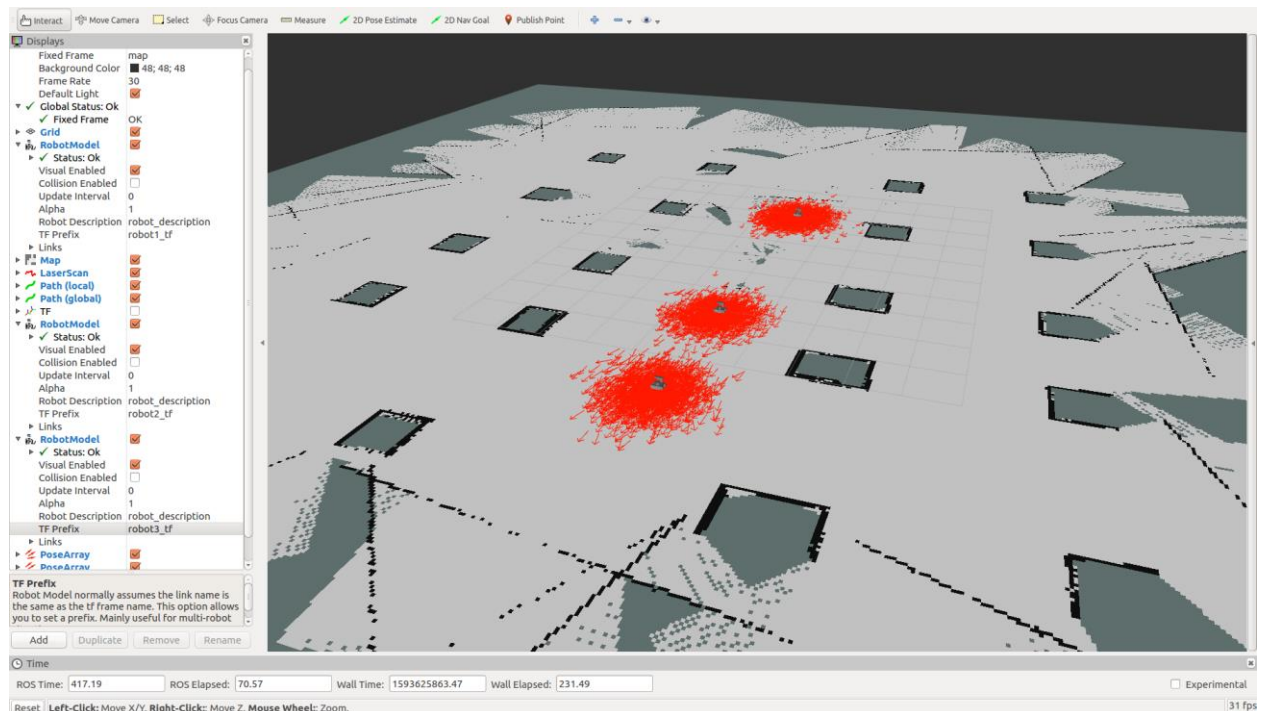 Interact Move Camera Select Focus Camera Measure 2D Pose Estimate 2D Nav Goal Publish Point
Displays
Fixed Frame map
Background Color 48; 48; 48
Frame Rate 30
Default Light
Global Status: Ok
Fixed Frame OK
Grid
RobotModel
Status: Ok
Visual Enabled
Collision Enabled
Update Interval 0
Alpha 1
Robot Description robot_description
TF Prefix robot1_tf
Links
Map
LaserScan
Path (local)
Path (global)
TF
RobotModel
Status: Ok
Visual Enabled
Collision Enabled
Update Interval 0
Alpha 1
Robot Description robot_description
TF Prefix robot2_tf
Links
RobotModel
Status: Ok
Visual Enabled
Collision Enabled
Update Interval 0
Alpha 1
Robot Description robot_description
TF Prefix robot3_tf
Links
PoseArray
PoseArray
TF Prefix
Robot Model normally assumes the link name is
the same as the tf frame name. This option allows
you to set a prefix. Mainly useful for multi-robot
Add Duplicate Remove Rename
Time
ROS Time: 417.19 ROS Elapsed: 70.57 Wall Time: 1593625863.47 Wall Elapsed: 231.49 Experimental
Reset Left-Click: Move X/Y. Right-Click:: Move Z. Mouse Wheel:: Zoom. 31 fps